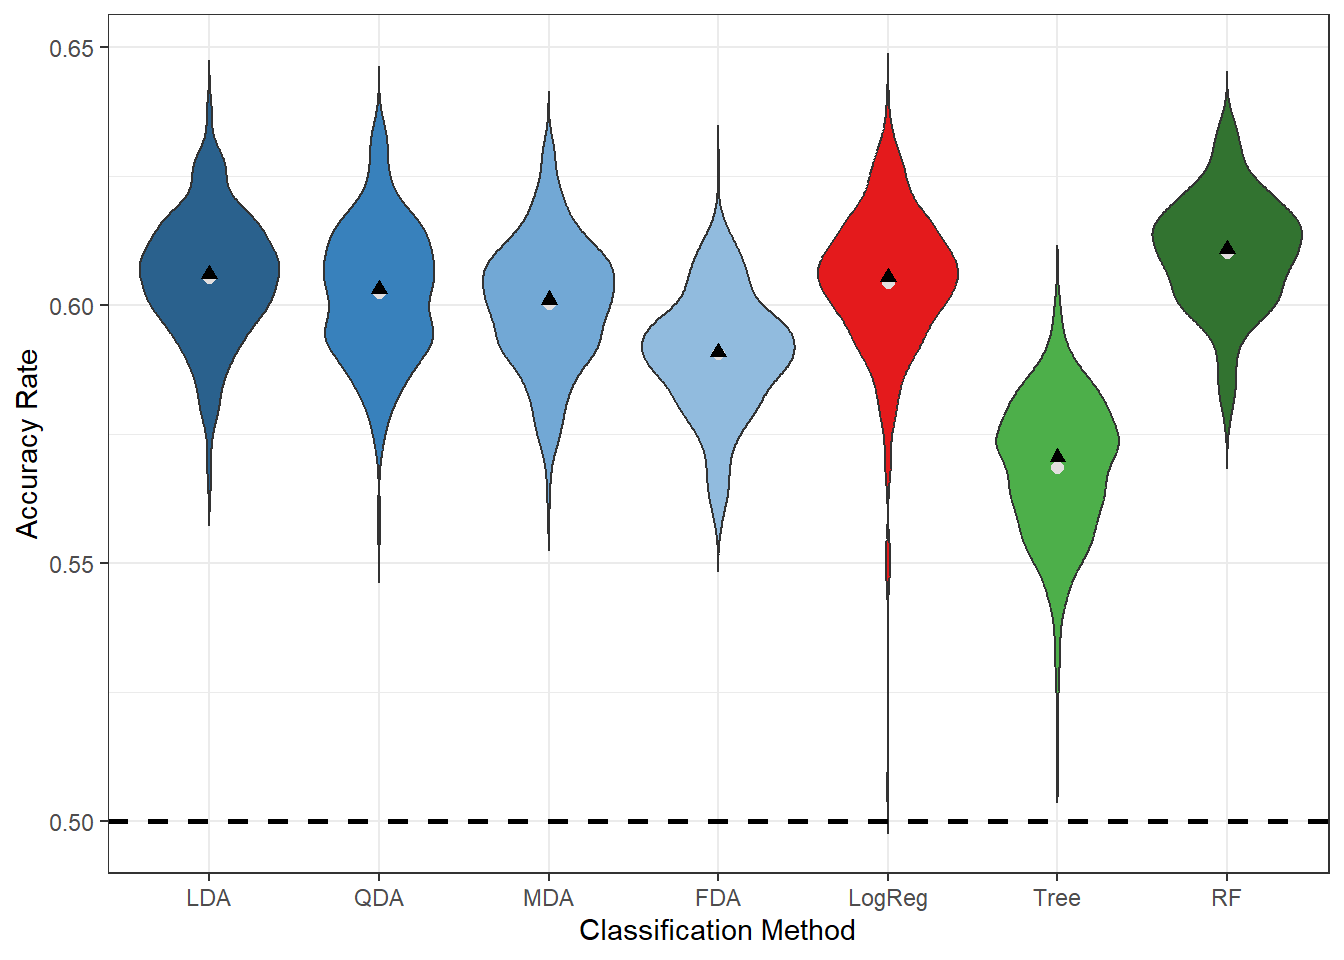 0.65
0.60
0.55
0.50
Accuracy Rate
LDA QDA MDA FDA LogReg Tree RF
Classification Method